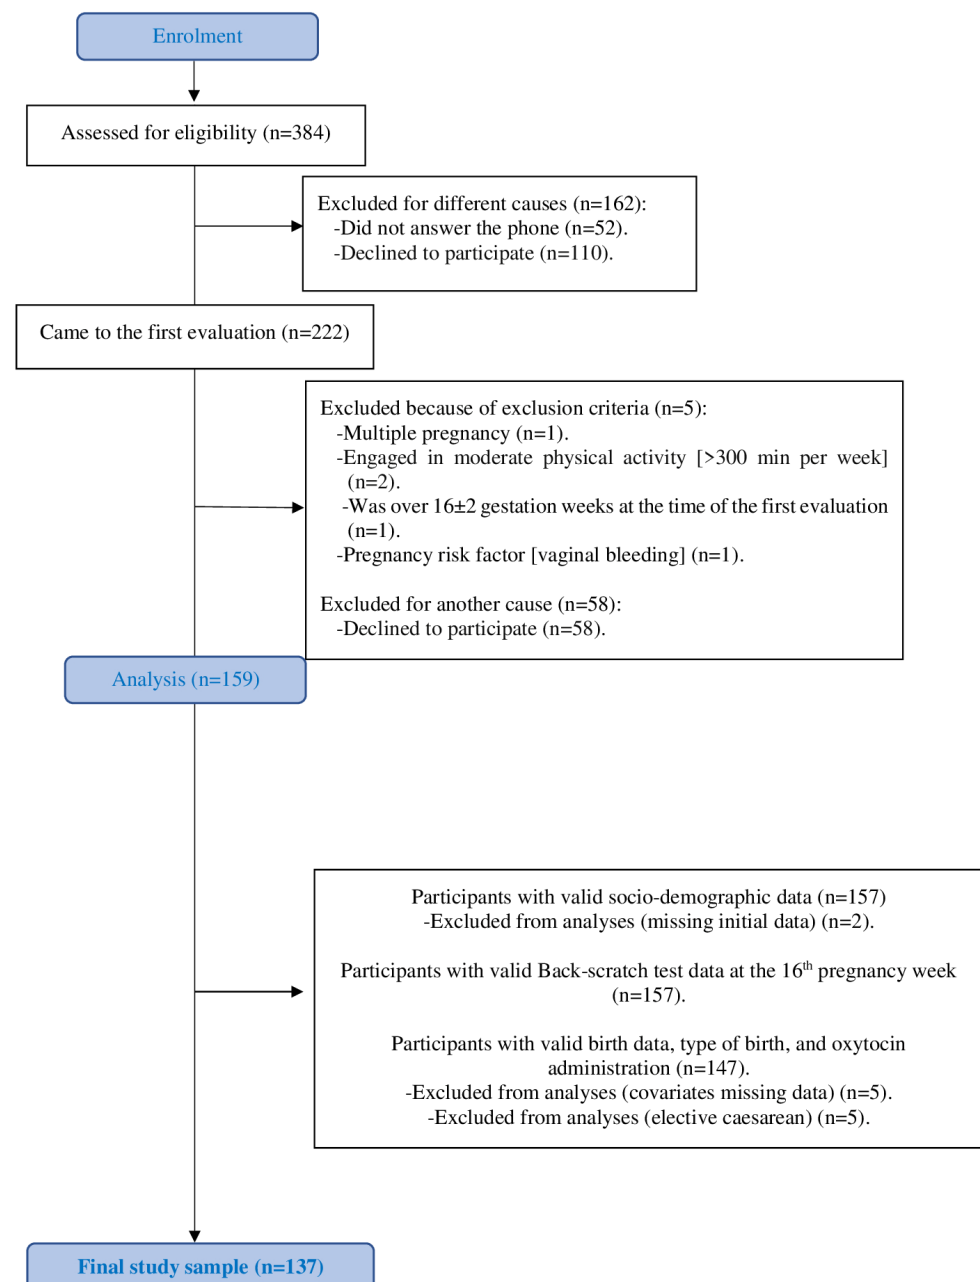 Enrolment
Assessed for eligibility (n=384)
Excluded for different causes (n=162):
-Did not answer the phone (n=52).
-Declined to participate (n=110).
Came to the first evaluation (n=222)
Excluded because of exclusion criteria (n=5):
-Multiple pregnancy (n=1).
-Engaged in moderate physical activity [>300 min per week]
(n=2).
-Was over 16±2 gestation weeks at the time of the first evaluation
(n=1).
-Pregnancy risk factor [vaginal bleeding] (n=1).
Excluded for another cause (n=58):
-Declined to participate (n=58).
Analysis (n=159)
Participants with valid socio-demographic data (n=157)
-Excluded from analyses (missing initial data) (n=2).
Participants with valid Back-scratch test data at the 16th pregnancy week
(n=157).
Participants with valid birth data, type of birth, and oxytocin
administration (n=147).
-Excluded from analyses (covariates missing data) (n=5).
-Excluded from analyses (elective caesarean) (n=5).
Final study sample (n=137)